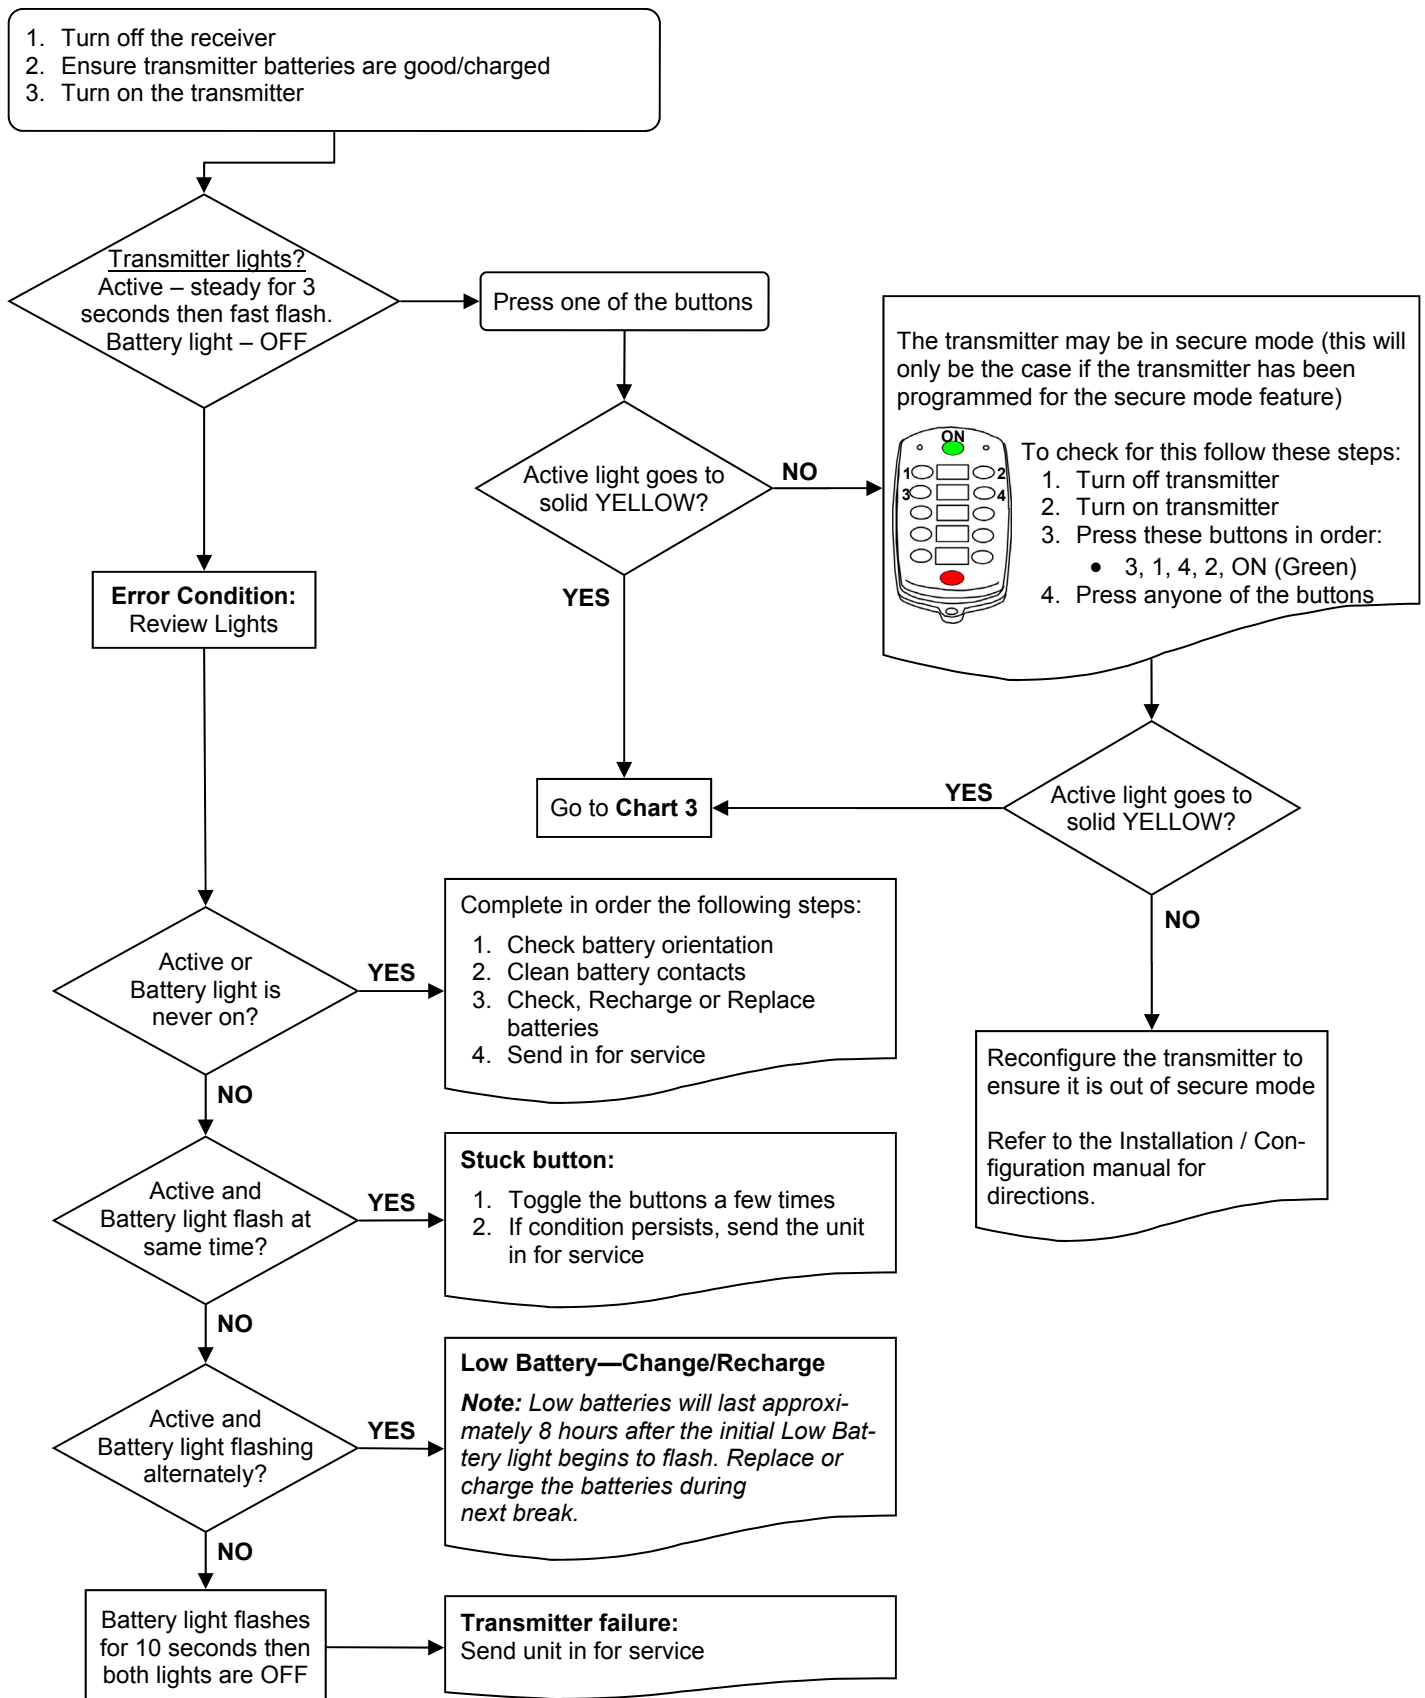 1. Turn off the receiver
2. Ensure transmitter batteries are good/charged
3. Turn on the transmitter
Transmitter lights?
Active – steady for 3
seconds then fast flash.
Battery light – OFF
Press one of the buttons
Active light goes to
solid YELLOW?
NO
YES
The transmitter may be in secure mode (this will
only be the case if the transmitter has been
programmed for the secure mode feature)
ON
1
2
3
4
To check for this follow these steps:
1. Turn off transmitter
2. Turn on transmitter
3. Press these buttons in order:
• 3, 1, 4, 2, ON (Green)
4. Press anyone of the buttons
Error Condition:
Review Lights
Go to Chart 3
YES
Active light goes to
solid YELLOW?
NO
Reconfigure the transmitter to
ensure it is out of secure mode
Refer to the Installation / Con-
figuration manual for
directions.
Active or
Battery light is
never on?
YES
Complete in order the following steps:
1. Check battery orientation
2. Clean battery contacts
3. Check, Recharge or Replace
batteries
4. Send in for service
NO
Active and
Battery light flash at
same time?
YES
Stuck button:
1. Toggle the buttons a few times
2. If condition persists, send the unit
in for service
NO
Active and
Battery light flashing
alternately?
YES
Low Battery—Change/Recharge
Note: Low batteries will last approxi-
mately 8 hours after the initial Low Bat-
tery light begins to flash. Replace or
charge the batteries during
next break.
NO
Battery light flashes
for 10 seconds then
both lights are OFF
Transmitter failure:
Send unit in for service